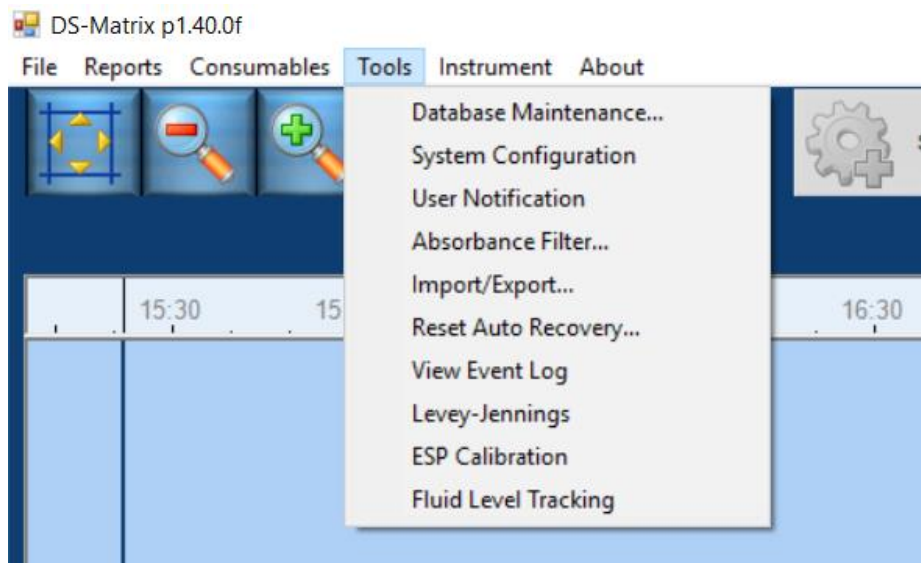 DS-Matrix p1.40.0f
File Reports Consumables Tools Instrument About
Database Maintenance...
System Configuration
User Notification
Absorbance Filter...
Import/Export...
Reset Auto Recovery...
View Event Log
Levey-Jennings
ESP Calibration
Fluid Level Tracking
15:30 15 16:30